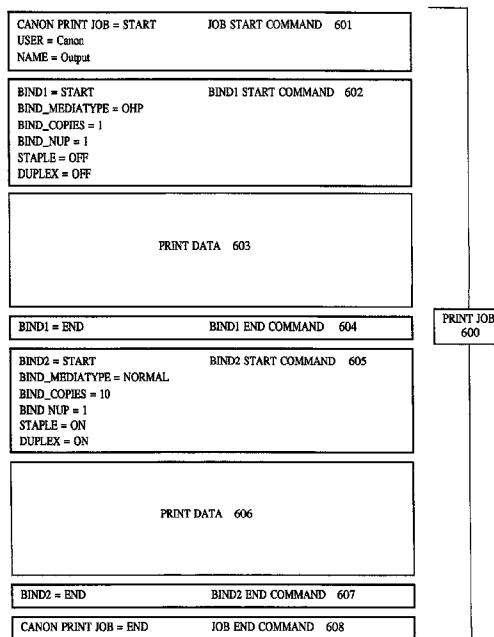 CANON PRINT JOB = START JOB START COMMAND 601
USER = Canon
NAME = Output
BIND1 = START BIND1 START COMMAND 602
BIND_MEDIATYPE = OHP
BIND_COPIES = 1
BIND_NUP = 1
STAPLE = OFF
DUPLEX = OFF
PRINT DATA 603
BIND1 = END BIND1 END COMMAND 604
PRINT JOB
600
BIND2 = START BIND2 START COMMAND 605
BIND_MEDIATYPE = NORMAL
BIND_COPIES = 10
BIND NUP = 1
STAPLE = ON
DUPLEX = ON
PRINT DATA 606
BIND2 = END BIND2 END COMMAND 607
CANON PRINT JOB = END JOB END COMMAND 608